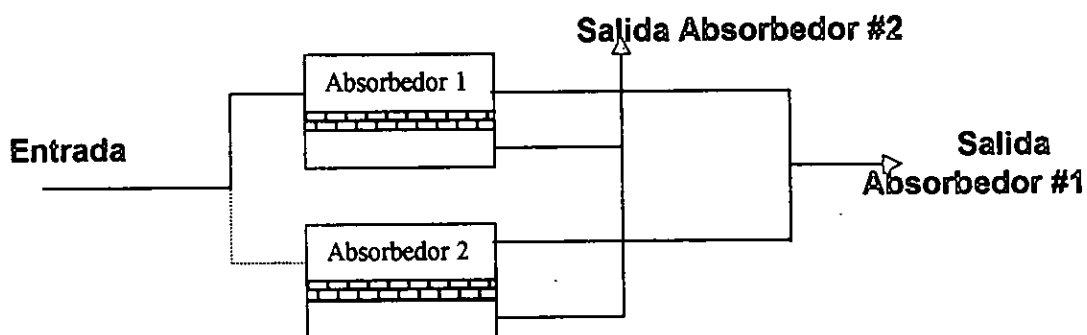 Salida Absorbedor #2
Absorbedor 1
Entrada
Salida
Absorbedor #1
Absorbedor 2